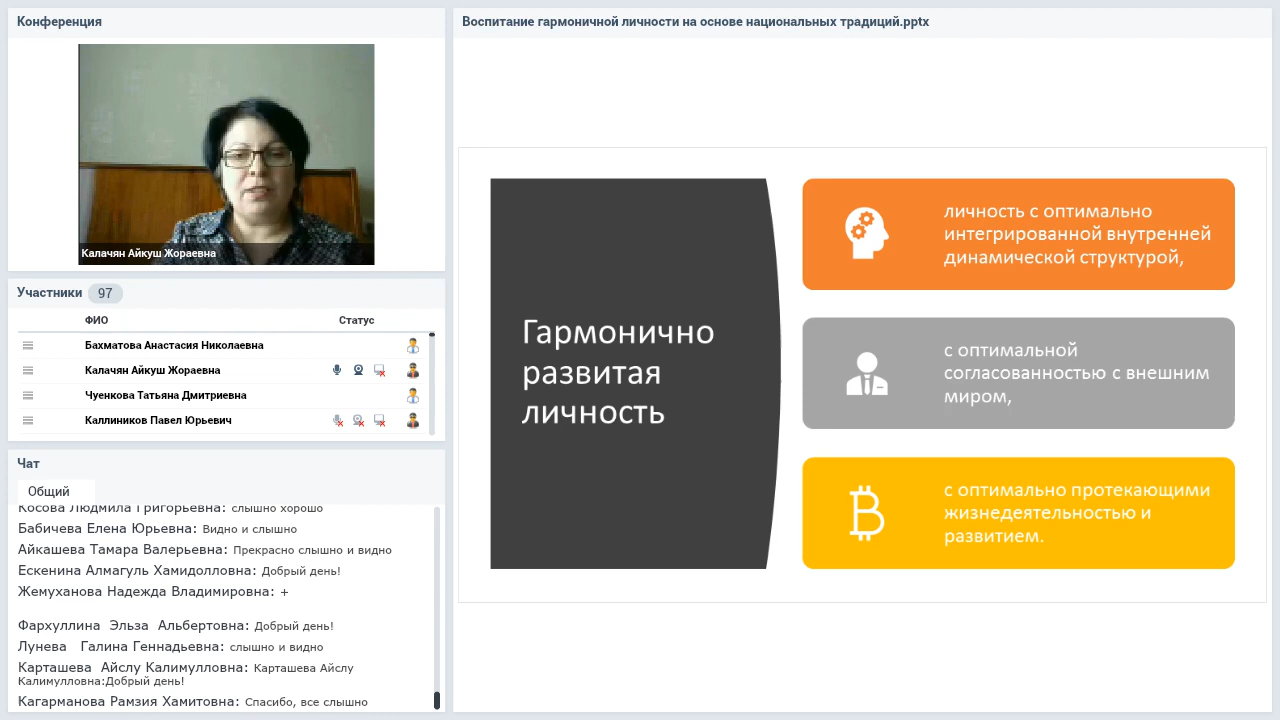 Конференция
Калачян Айкуш Жораевна
Участники 97
ФИО Статус
Бахматова Анастасия Николаевна
Калачян Айкуш Жораевна
Чуенкова Татьяна Дмитриевна
Каллиников Павел Юрьевич
Чат
Общий
Косова Людмила Григорьевна: слышно хорошо
Бабичева Елена Юрьевна: Видно и слышно
Айкашева Тамара Валерьевна: Прекрасно слышно и видно
Ескенина Алмагуль Хамидолловна: Добрый день!
Жемуханова Надежда Владимировна: +
Фархуллина Эльза Альбертовна: Добрый день!
Лунева Галина Геннадьевна: слышно и видно
Карташева Айслу Калимулловна: Карташева Айслу
Калимулловна:Добрый день!
Кагарманова Рамзия Хамитовна: Спасибо, все слышно
Воспитание гармоничной личности на основе национальных традиций.pptx
Гармонично
развитая
личность
личность с оптимально
интегрированной внутренней
динамической структурой,
с оптимальной
согласованностью с внешним
миром,
с оптимально протекающими
жизнедеятельностью и
развитием.